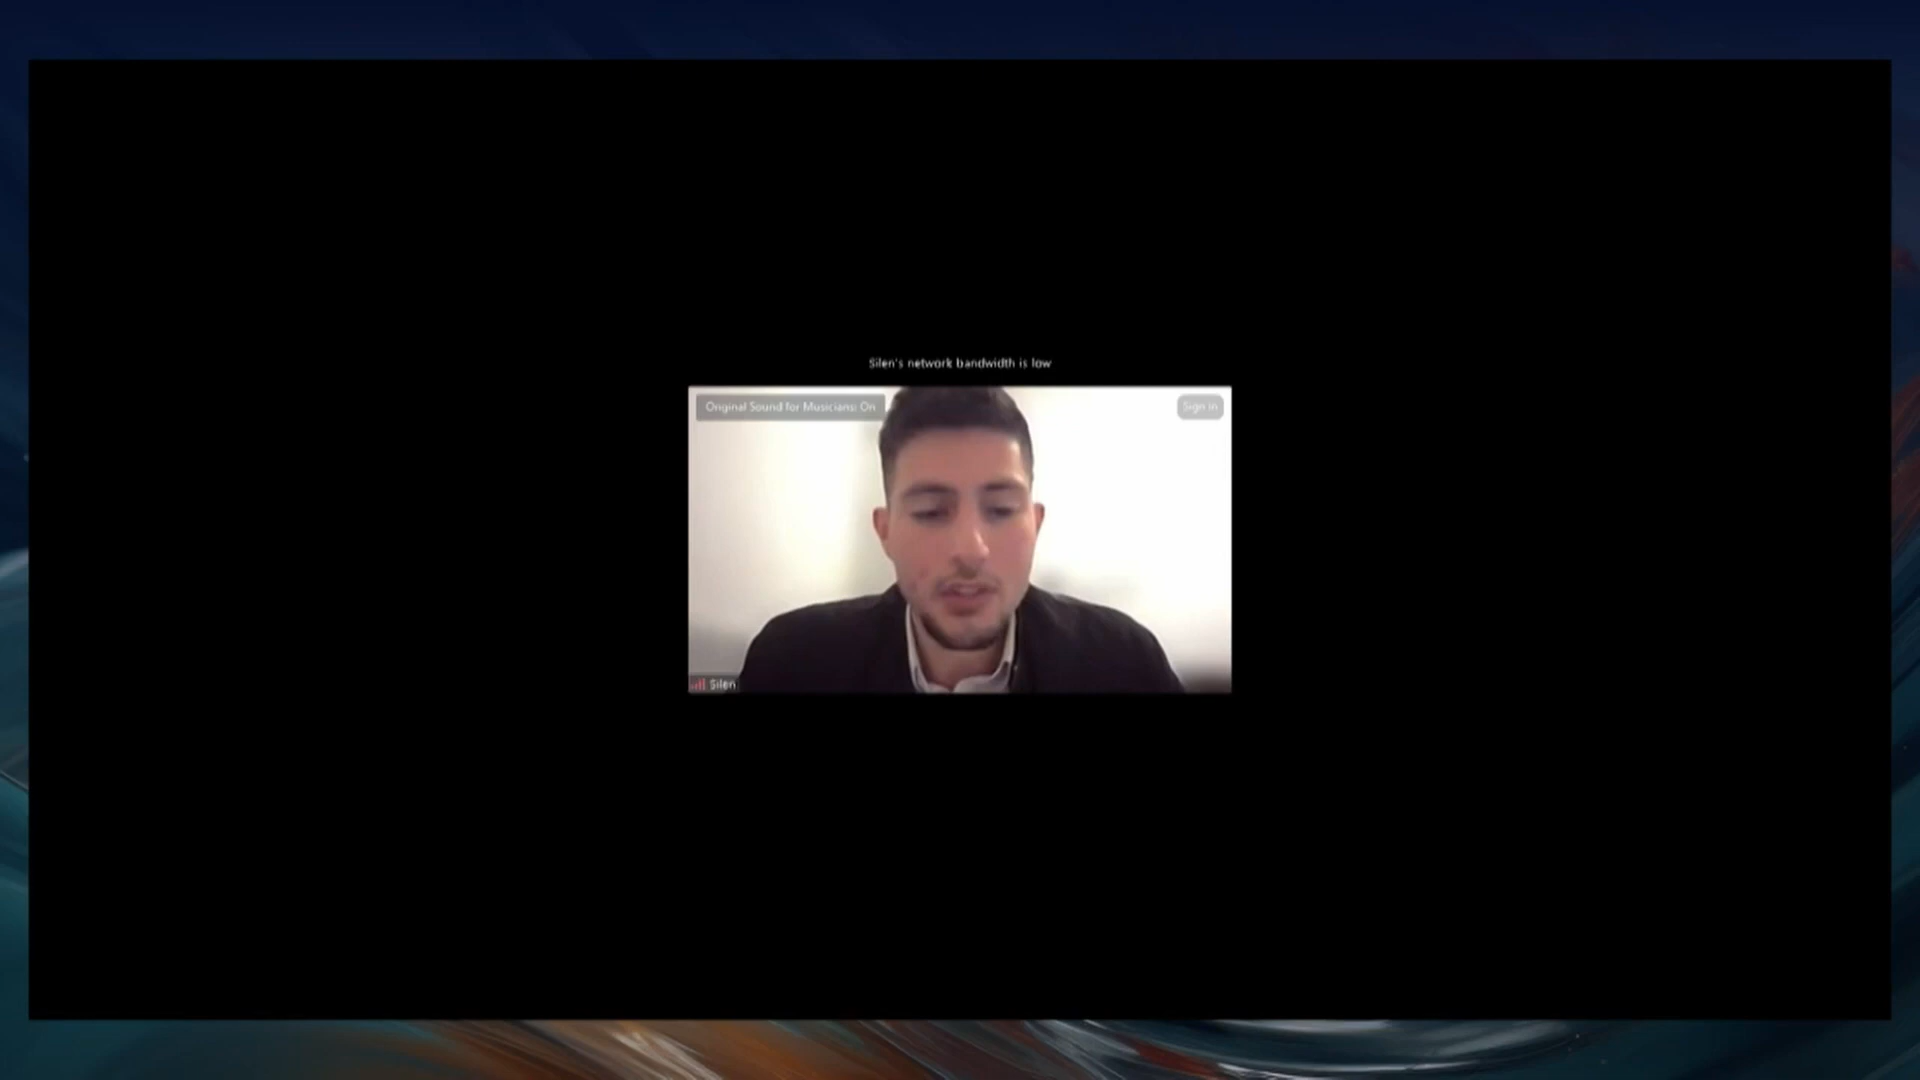 Silen's network bandwidth is low
Original Sound for Musicians: On
Sign in
Silen